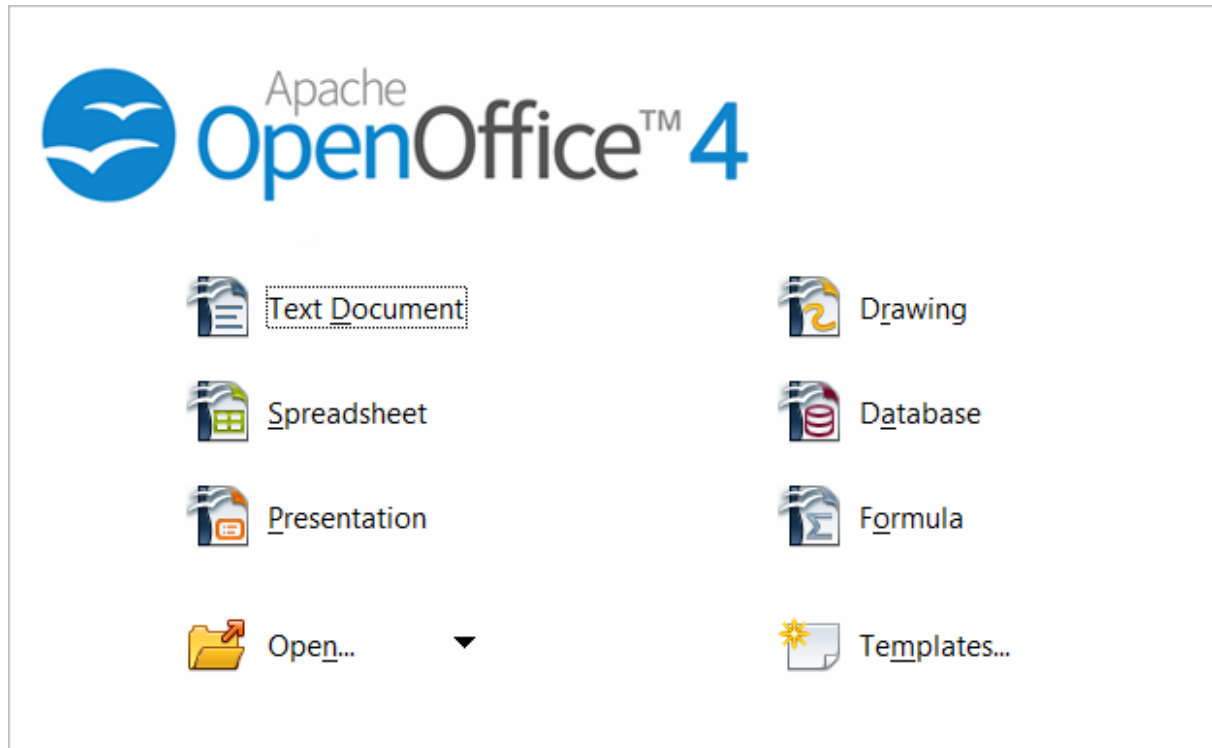 Apache
OpenOffice™ 4
Text Document
Drawing
Spreadsheet
Database
Presentation
Formula
Open...
Templates...